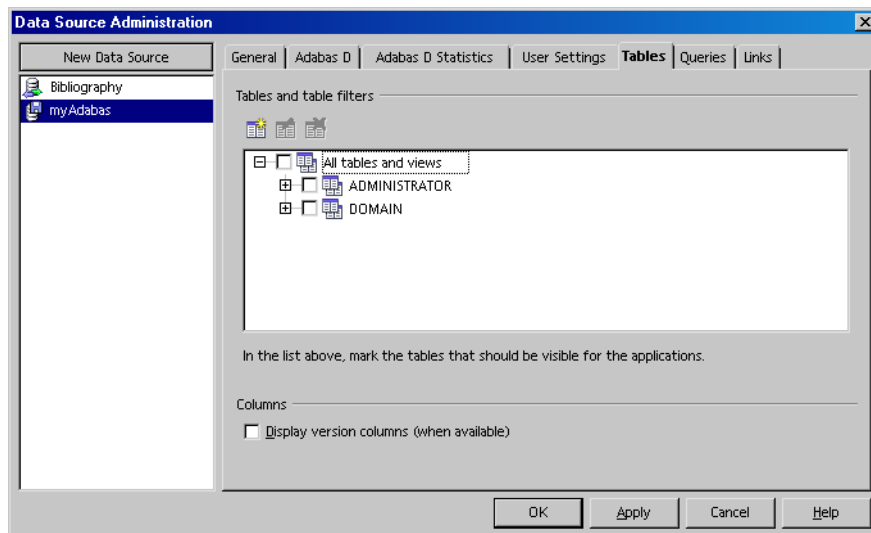 Data Source Administration
New Data Source
General Adabas D Adabas D Statistics User Settings Tables Queries Links
Bibliography
myAdabas
Tables and table filters
All tables and views
ADMINISTRATOR
DOMAIN
In the list above, mark the tables that should be visible for the applications.
Columns
Display version columns (when available)
OK Apply Cancel Help